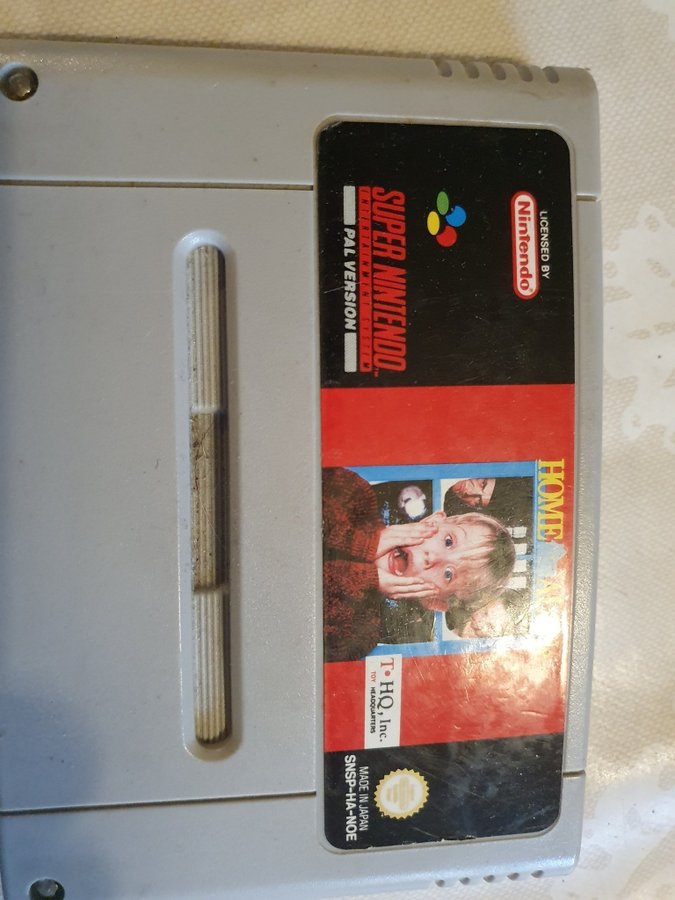 LICENSED BY
Nintendo
SUPER NINTENDO
ENTERTAINMENT SYSTEM
PAL VERSION
HOME
T•HQ, Inc.
TOY HEADQUARTERS
MADE IN JAPAN
SNSP-HA-NOE